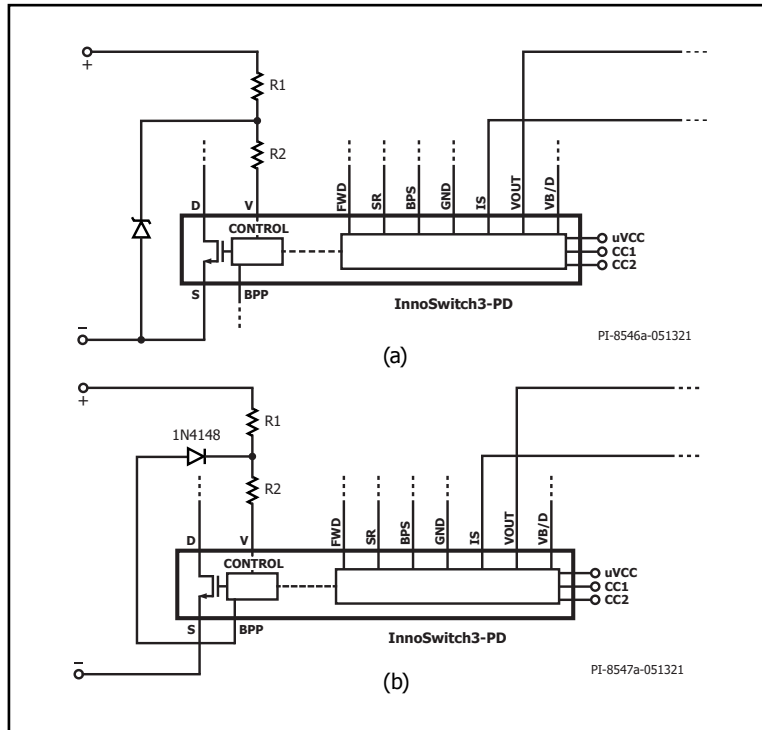 +
R1
R2
D
V
FWD
SR
BPS
GND
IS
VOUT
VB/D
CONTROL
uVCC
CC1
CC2
S
BPP
InnoSwitch3-PD
PI-8546a-051321
−
(a)
+
R1
1N4148
R2
D
V
FWD
SR
BPS
GND
IS
VOUT
VB/D
CONTROL
uVCC
CC1
CC2
S
BPP
InnoSwitch3-PD
−
PI-8547a-051321
(b)